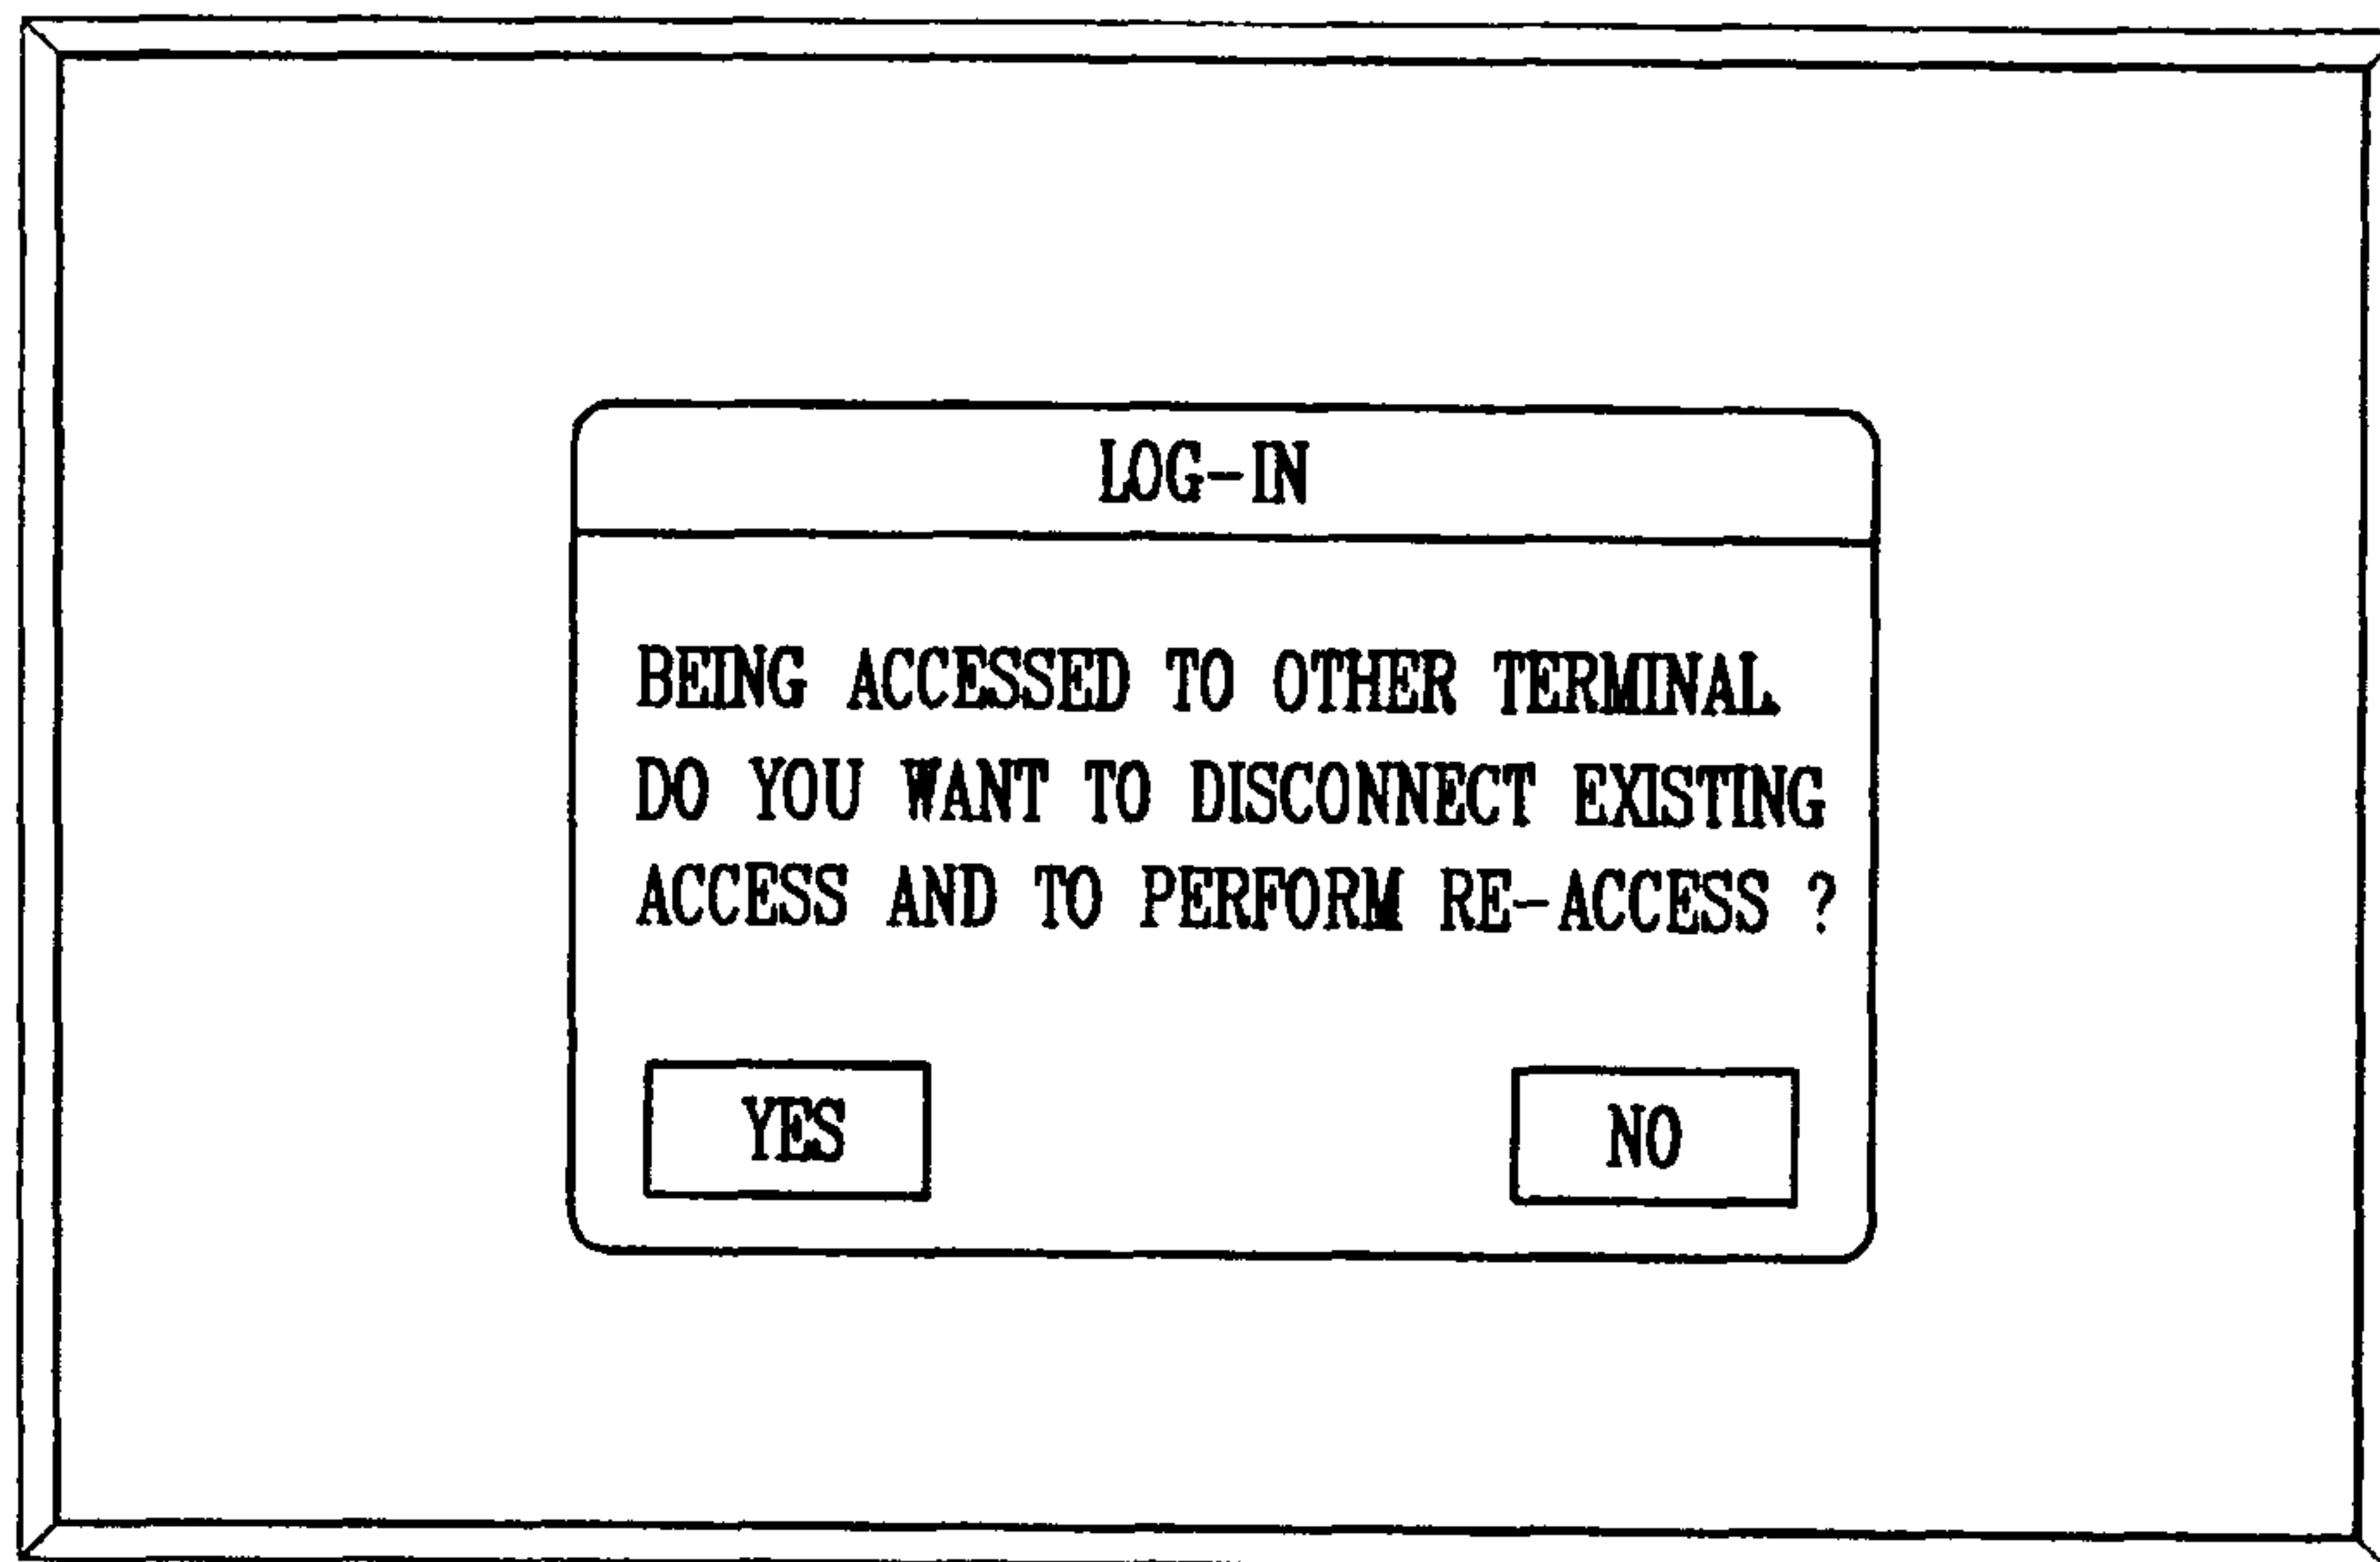 LOG-IN
BEING ACCESSED TO OTHER TERMINAL
DO YOU WANT TO DISCONNECT EXISTING
ACCESS AND TO PERFORM RE-ACCESS ?
YES
NO